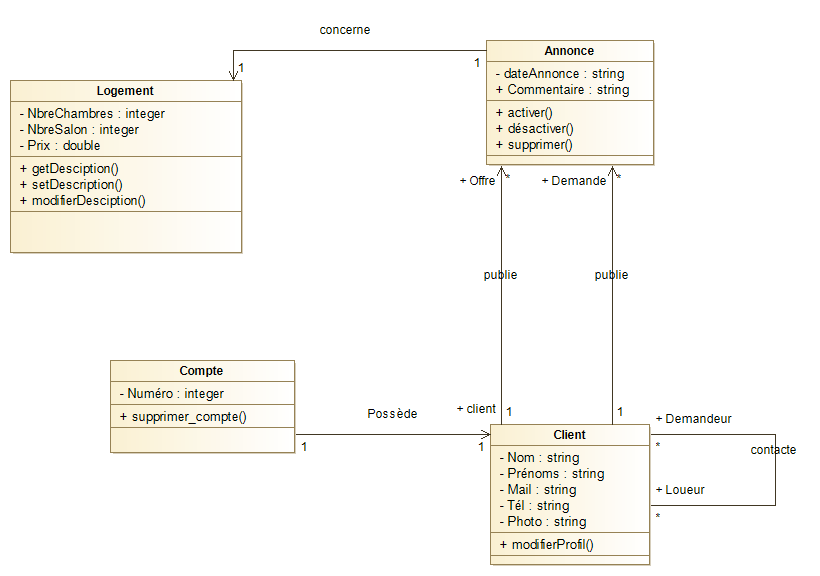 concerne
1
1
Logement
- NbreChambres : integer
- NbreSalon : integer
- Prix : double
+ getDesciption()
+ setDescription()
+ modifierDesciption()
Annonce
- dateAnnonce : string
+ Commentaire : string
+ activer()
+ désactiver()
+ supprimer()
+ Offre
*
+ Demande
*
publie
publie
Compte
- Numéro : integer
+ supprimer_compte()
Possède
1
1
+ client
1
1
Client
- Nom : string
- Prénoms : string
- Mail : string
- Tél : string
- Photo : string
+ modifierProfil()
+ Demandeur
*
contacte
+ Loueur
*